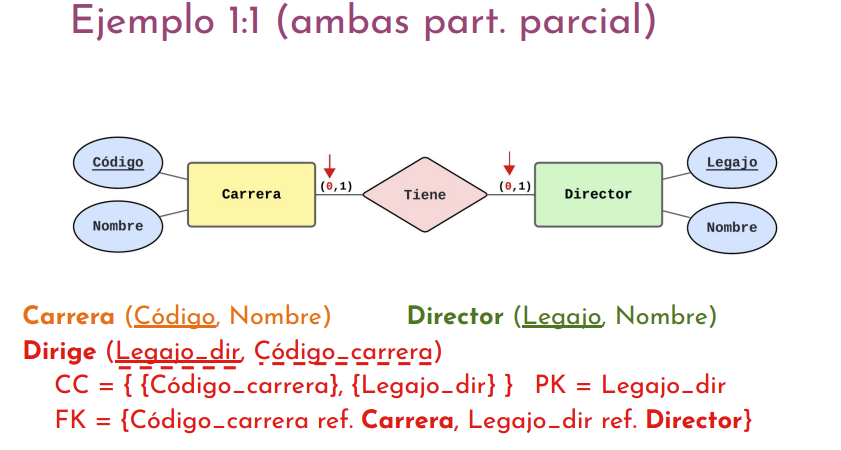 Ejemplo 1:1 (ambas part. parcial)
Código
Legajo
Carrera (0,1) Tiene (0,1) Director
Nombre
Nombre
Carrera (Código, Nombre) Director (Legajo, Nombre)
Dirige (Legajo_dir, Código_carrera)
CC = { {Código_carrera}, {Legajo_dir} } PK = Legajo_dir
FK = {Código_carrera ref. Carrera, Legajo_dir ref. Director}